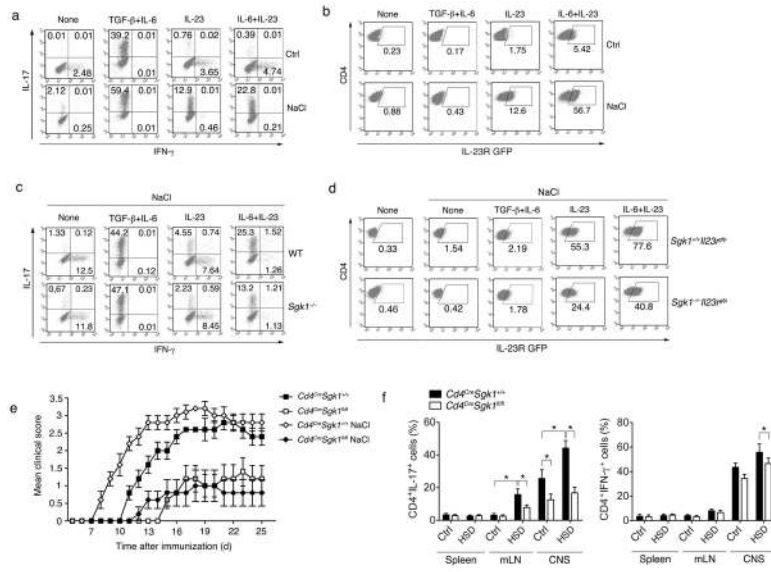 a
None TGF-β+IL-6 IL-23 IL-6+IL-23
0.01 0.01 39.2 0.01 0.76 0.02 0.39 0.01
Ctrl
2.48 0.01 3.65 4.74
2.12 0.01 59.4 0.01 12.9 0.01 22.8 0.01
NaCl
0.25 0.01 0.46 0.21
IL-17
IFN-γ
b
None TGF-β+IL-6 IL-23 IL-6+IL-23
Ctrl
0.23 0.17 1.75 5.42
NaCl
0.88 0.43 12.6 56.7
CD4
IL-23R GFP
c
NaCl
None TGF-β+IL-6 IL-23 IL-6+IL-23
1.33 0.12 44.2 0.01 4.55 0.74 25.3 1.52
WT
12.5 0.12 7.64 1.26
0,67 0.23 47.1 0.01 2.23 0.59 13.2 1.21
Sgk1-/-
11.8 0.01 8.45 1.13
IL-17
IFN-γ
d
NaCl
None None TGF-β+IL-6 IL-23 IL-6+IL-23
0.33 1.54 2.19 55.3 77.6
0.46 0.42 1.78 24.4 40.8
CD4
IL-23R GFP
e
Cd4CreSgk1+/+
Cd4CreSgk1fl/fl
Cd4CreSgk1+/+ NaCl
Cd4CreSgk1fl/fl NaCl
Mean clinical score
3.5
3
2.5
2
1.5
1
0.5
0
5 7 9 11 13 15 17 19 21 23 25
Time after immunization (d)
f
Cd4CreSgk1+/+
Cd4CreSgk1fl/fl
CD4+IL-17+ cells (%)
60
40
20
0
* * * * *
Ctrl HSD Ctrl HSD Ctrl HSD
Spleen mLN CNS
CD4+IFN-γ+ cells (%)
80
60
40
20
0
*
Ctrl HSD Ctrl HSD Ctrl HSD
Spleen mLN CNS